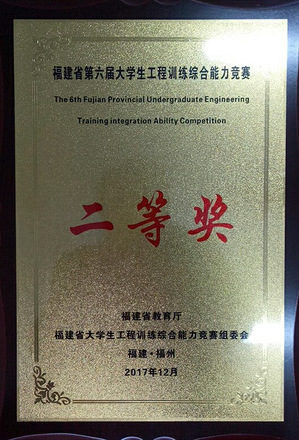 福建省第六届大学生工程训练综合能力竞赛
The 6th Fujian Provincial Undergraduate Engineering
Training integration Ability Competition
二等奖
福建省教育厅
福建省大学生工程训练综合能力竞赛组委会
福建·福州
2017年12月